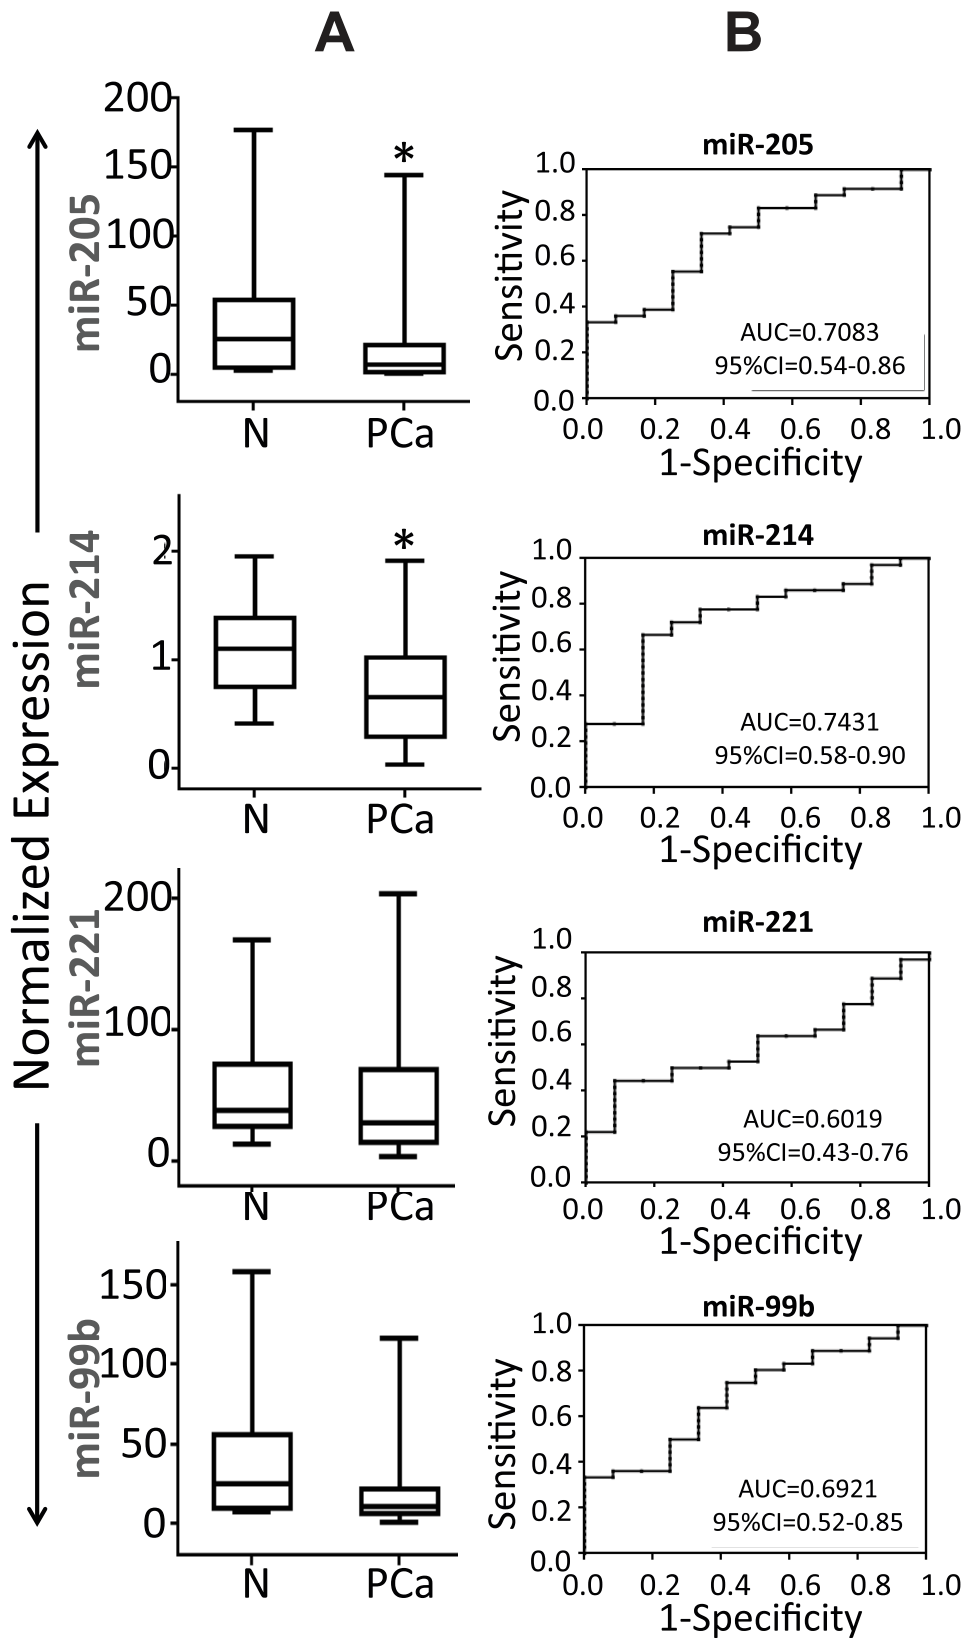 A
B
Normalized Expression
miR-205
200
150
100
50
0
*
N
PCa
miR-205
Sensitivity
1.0
0.8
0.6
0.4
0.2
0.0
AUC=0.7083
95%CI=0.54-0.86
0.0 0.2 0.4 0.6 0.8 1.0
1-Specificity
miR-214
2
1
0
*
N
PCa
miR-214
Sensitivity
1.0
0.8
0.6
0.4
0.2
0.0
AUC=0.7431
95%CI=0.58-0.90
0.0 0.2 0.4 0.6 0.8 1.0
1-Specificity
miR-221
200
100
0
N
PCa
miR-221
Sensitivity
1.0
0.8
0.6
0.4
0.2
0.0
AUC=0.6019
95%CI=0.43-0.76
0.0 0.2 0.4 0.6 0.8 1.0
1-Specificity
miR-99b
150
100
50
0
N
PCa
miR-99b
Sensitivity
1.0
0.8
0.6
0.4
0.2
0.0
AUC=0.6921
95%CI=0.52-0.85
0.0 0.2 0.4 0.6 0.8 1.0
1-Specificity